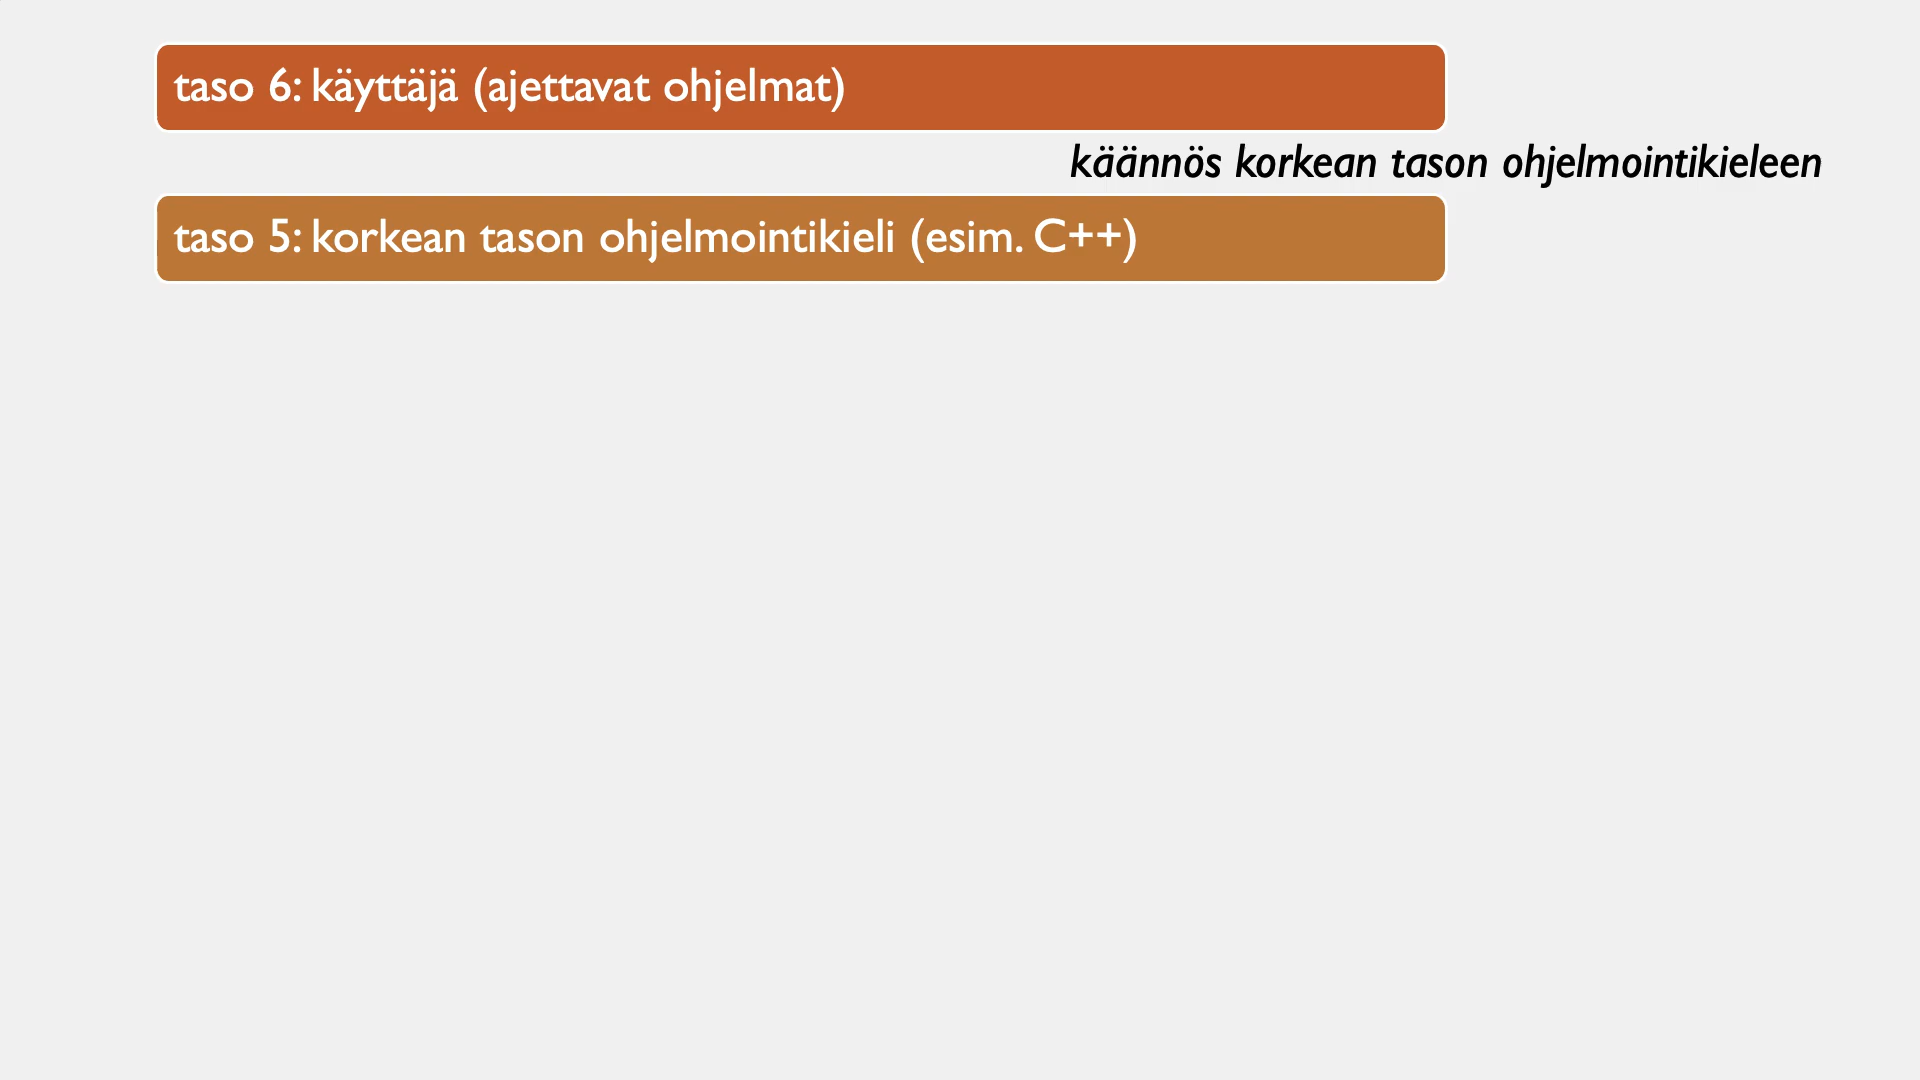 taso 6: käyttäjä (ajettavat ohjelmat)
käännös korkean tason ohjelmointikieleen
taso 5: korkean tason ohjelmointikieli (esim. C++)